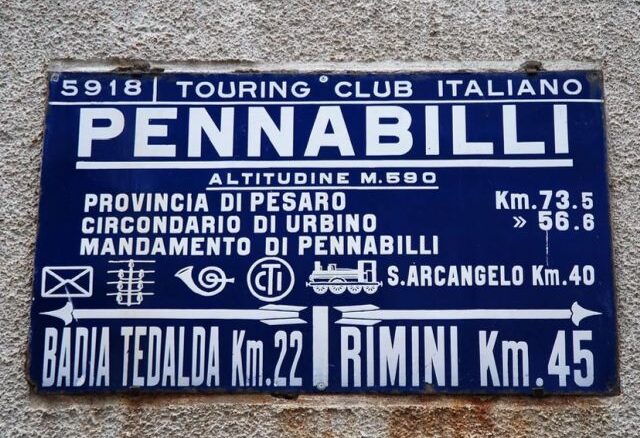 5918 TOURING CLUB ITALIANO
PENNABILLI
ALTITUDINE M.590
PROVINCIA DI PESARO Km.73.5
CIRCONDARIO DI URBINO » 56.6
MANDAMENTO DI PENNABILLI
CTI S.ARCANGELO Km.40
BADIA TEDALDA Km.22 RIMINI Km.45